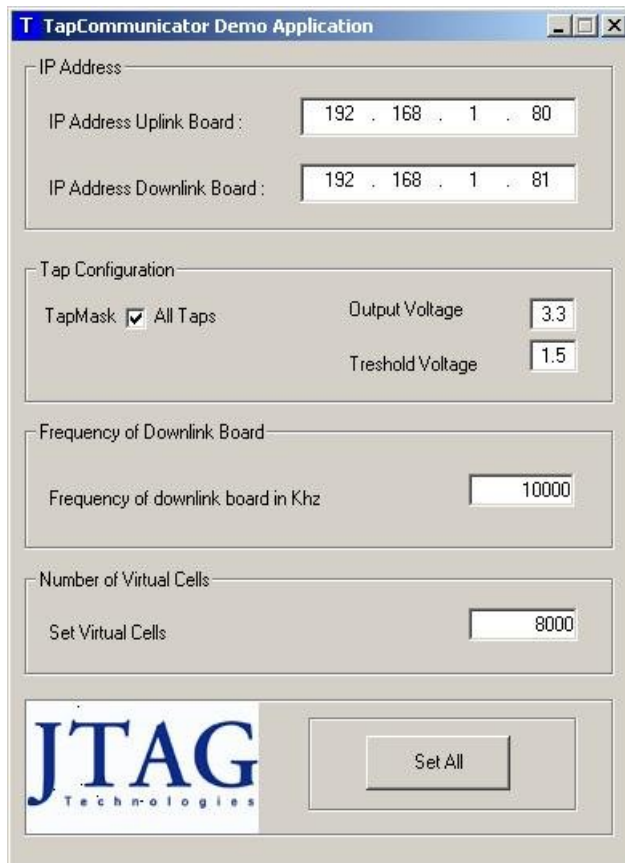 T TapCommunicator Demo Application
IP Address
IP Address Uplink Board : 192 . 168 . 1 . 80
IP Address Downlink Board : 192 . 168 . 1 . 81
Tap Configuration
TapMask All Taps
Output Voltage 3.3
Treshold Voltage 1.5
Frequency of Downlink Board
Frequency of downlink board in Khz 10000
Number of Virtual Cells
Set Virtual Cells 8000
JTAG
Technologies
Set All